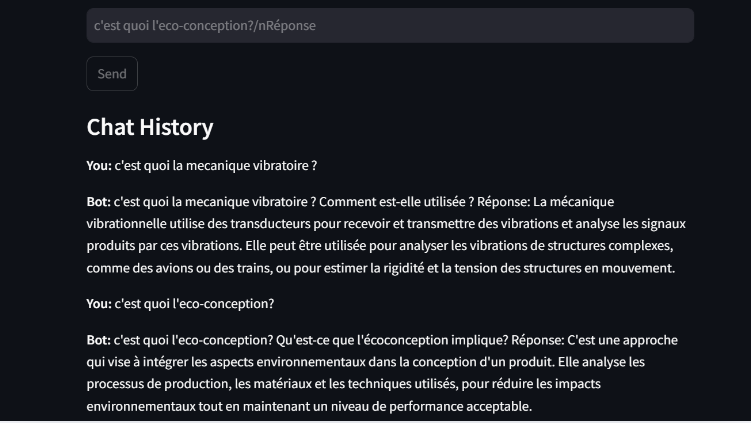 c'est quoi l'eco-conception?/nRéponse
Send
Chat History
You: c'est quoi la mecanique vibratoire ?
Bot: c'est quoi la mecanique vibratoire ? Comment est-elle utilisée ? Réponse: La mécanique
vibrationnelle utilise des transducteurs pour recevoir et transmettre des vibrations et analyse les signaux
produits par ces vibrations. Elle peut être utilisée pour analyser les vibrations de structures complexes,
comme des avions ou des trains, ou pour estimer la rigidité et la tension des structures en mouvement.
You: c'est quoi l'eco-conception?
Bot: c'est quoi l'eco-conception? Qu'est-ce que l'écoconception implique? Réponse: C'est une approche
qui vise à intégrer les aspects environnementaux dans la conception d'un produit. Elle analyse les
processus de production, les matériaux et les techniques utilisés, pour réduire les impacts
environnementaux tout en maintenant un niveau de performance acceptable.